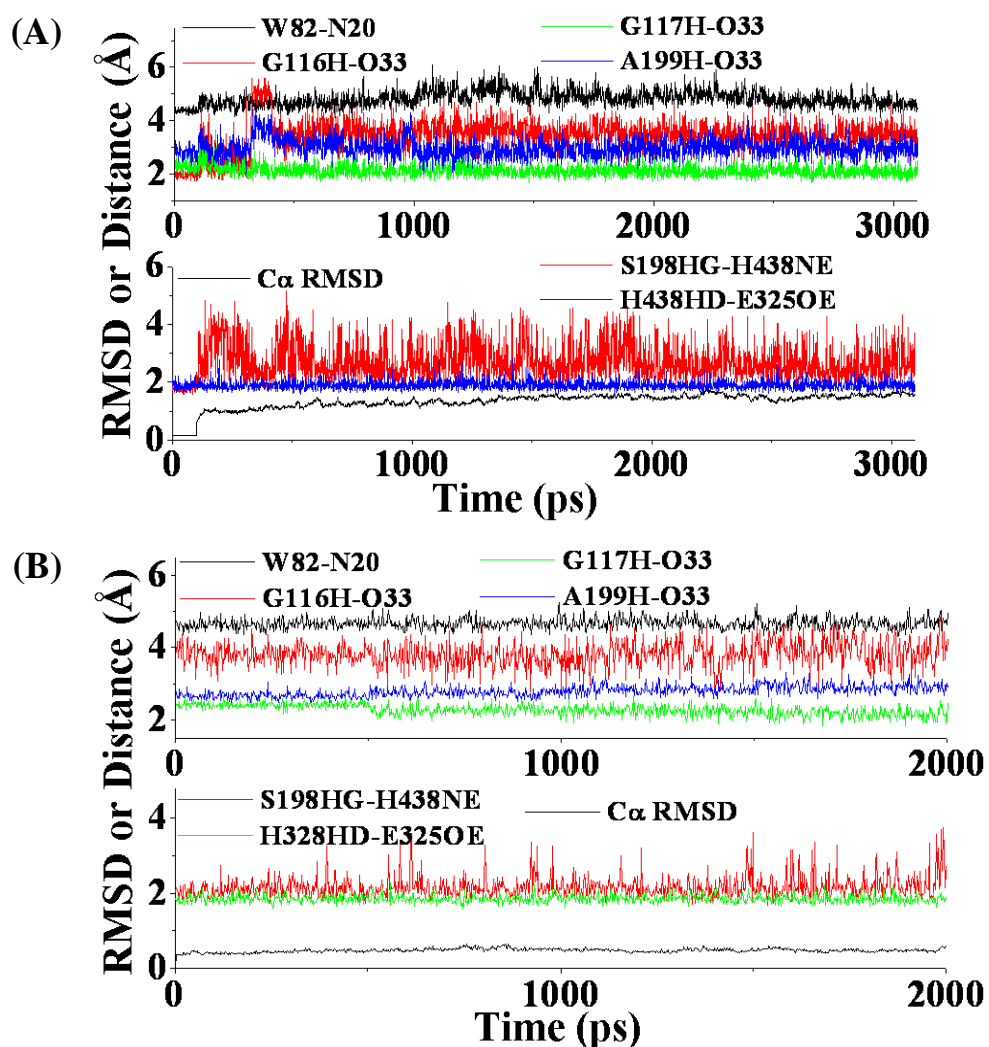 (A)
W82-N20
G117H-O33
G116H-O33
A199H-O33
6
4
2
0 1000 2000 3000
Cα RMSD
S198HG-H438NE
H438HD-E325OE
6
4
2
0
0 1000 2000 3000
RMSD or Distance (Å)
Time (ps)
(B)
W82-N20
G117H-O33
G116H-O33
A199H-O33
6
4
2
0 1000 2000
S198HG-H438NE
Cα RMSD
H328HD-E325OE
4
2
0
0 1000 2000
RMSD or Distance (Å)
Time (ps)